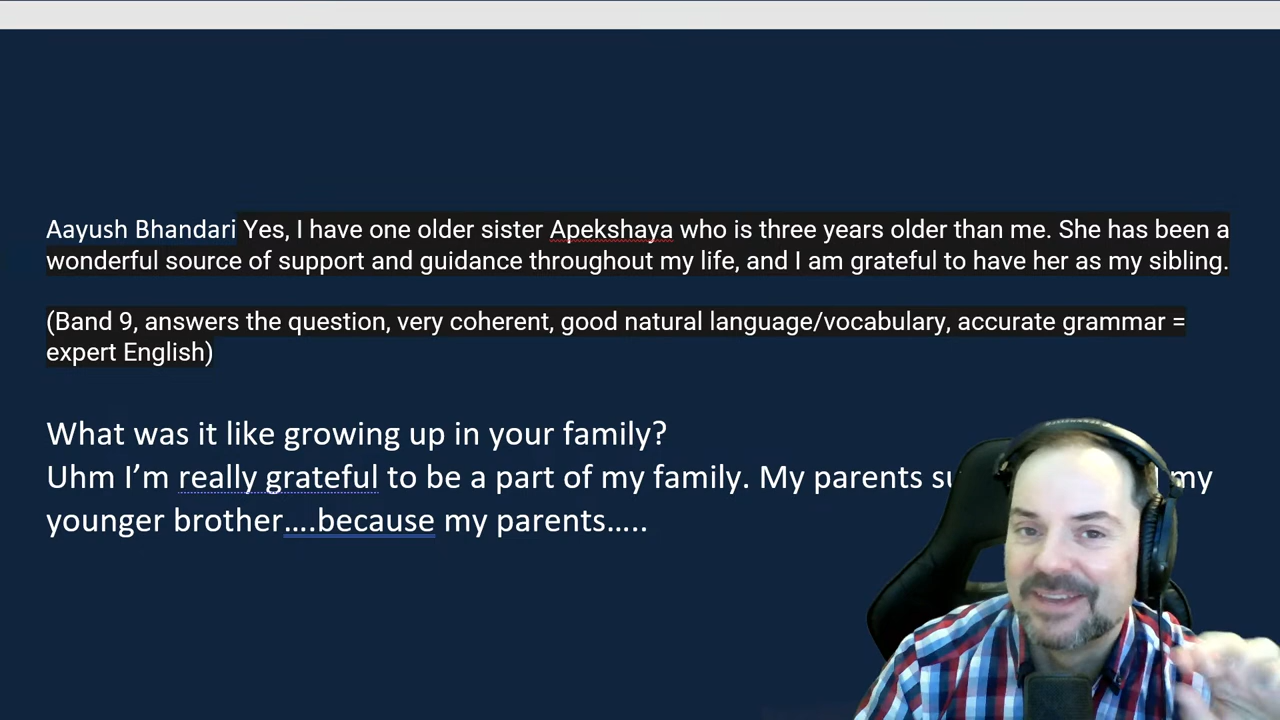 Aayush Bhandari Yes, I have one older sister Apekshaya who is three years older than me. She has been a
wonderful source of support and guidance throughout my life, and I am grateful to have her as my sibling.
(Band 9, answers the question, very coherent, good natural language/vocabulary, accurate grammar =
expert English)
What was it like growing up in your family?
Uhm I’m really grateful to be a part of my family. My parents my
younger brother….because my parents…..